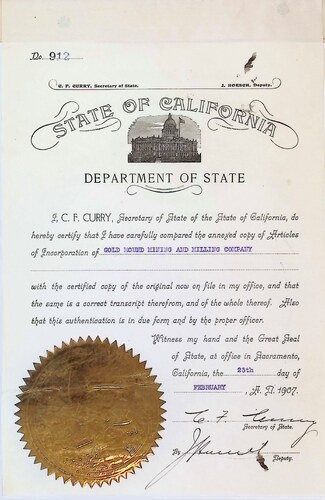 No. 912
C. F. CURRY, Secretary of State. J. HOESCH, Deputy.
STATE OF CALIFORNIA
DEPARTMENT OF STATE
I, C. F. CURRY, Secretary of State of the State of California, do
hereby certify that I have carefully compared the annexed copy of Articles
of Incorporation of GOLD MOUND MINING AND MILLING COMPANY
with the certified copy of the original now on file in my office, and that
the same is a correct transcript therefrom, and of the whole thereof. Also
that this authentication is in due form and by the proper officer.
Witness my hand and the Great Seal
of State, at office in Sacramento,
California, the 25th day of
FEBRUARY, A. D. 1907.
C. F. Curry
Secretary of State.
By J. Hoesch
Deputy.